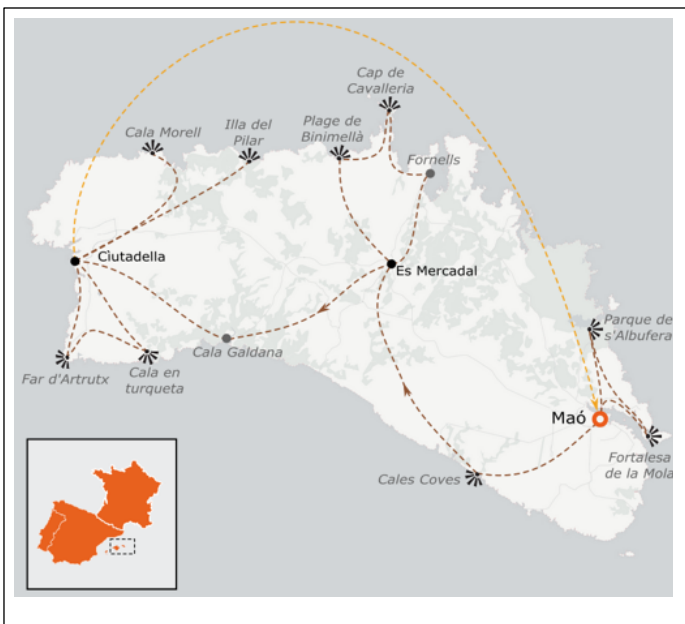 Cap de
Cavalleria
Cala Morell
Illa del
Pilar
Plage de
Binimellà
Fornells
Ciutadella
Es Mercadal
Parque de
s'Albufera
Far d'Artrutx
Cala en
turqueta
Cala Galdana
Maó
Cales Coves
Fortalesa
de la Mola